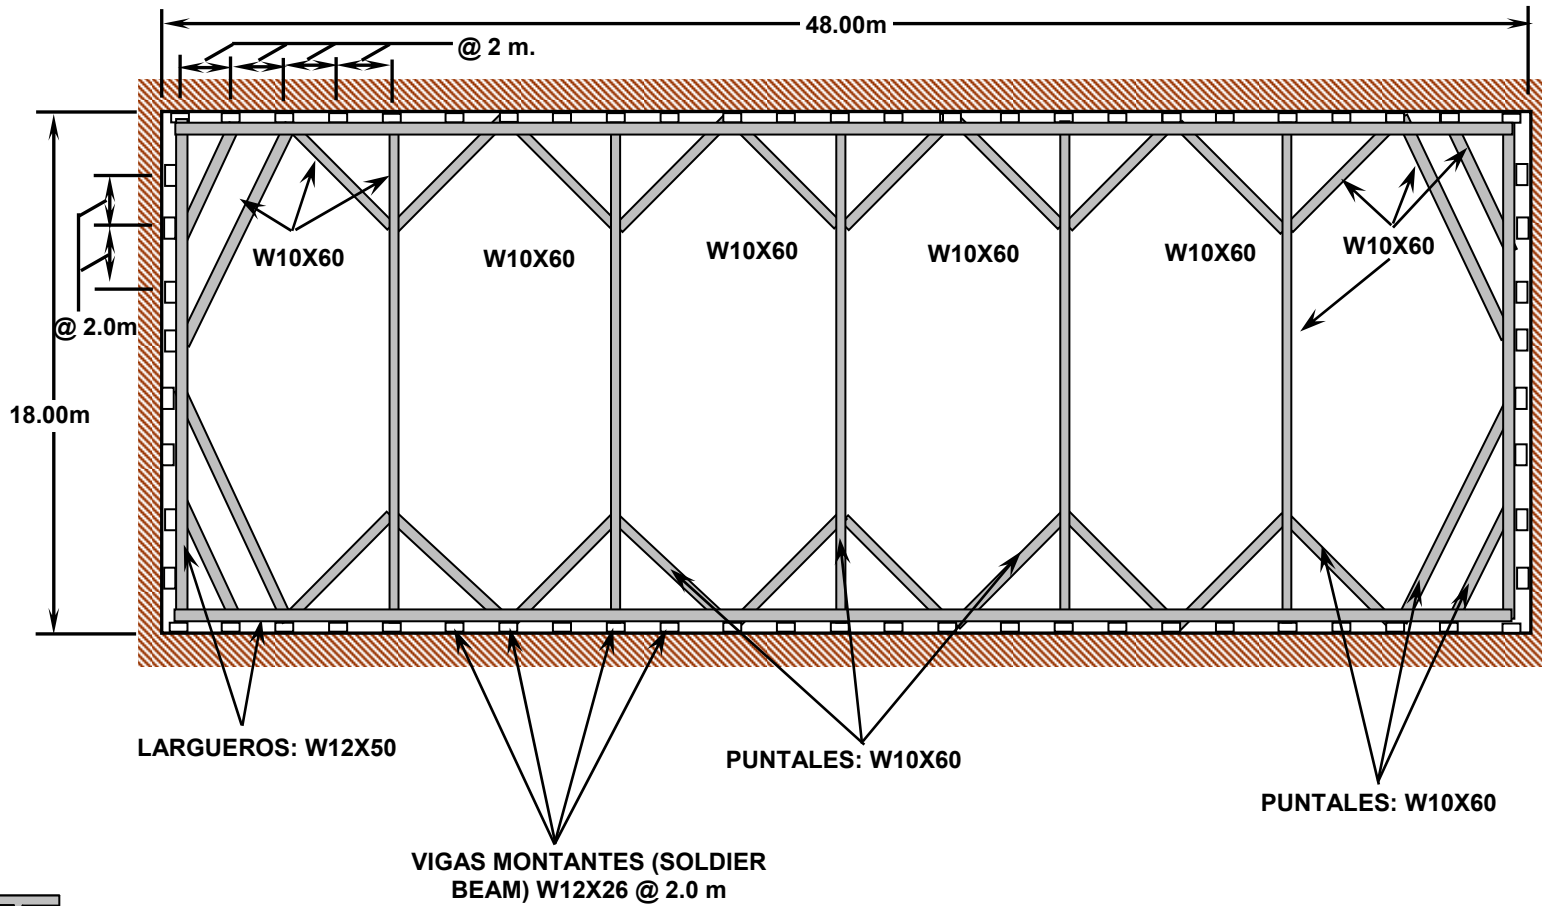 48.00m
@ 2 m.
W10X60
W10X60
W10X60
W10X60
W10X60
W10X60
@ 2.0m
18.00m
LARGUEROS: W12X50
PUNTALES: W10X60
PUNTALES: W10X60
VIGAS MONTANTES (SOLDIER
BEAM) W12X26 @ 2.0 m